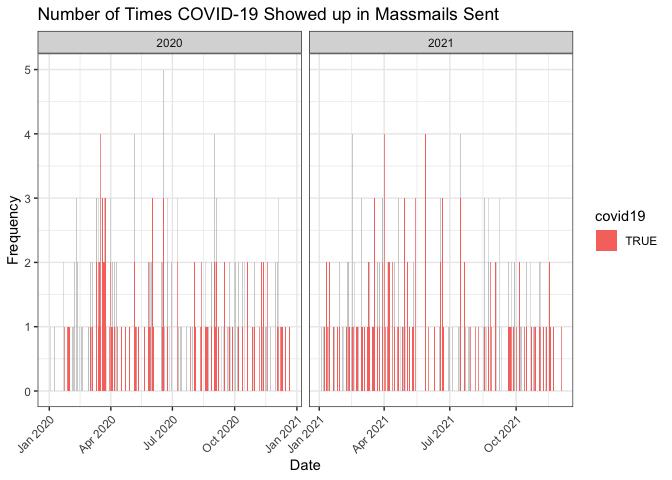 Number of Times COVID-19 Showed up in Massmails Sent
2020
2021
5
4
3
2
1
0
Frequency
Jan 2020
Apr 2020
Jul 2020
Oct 2020
Jan 2021
Jan 2021
Apr 2021
Jul 2021
Oct 2021
Date
covid19
TRUE